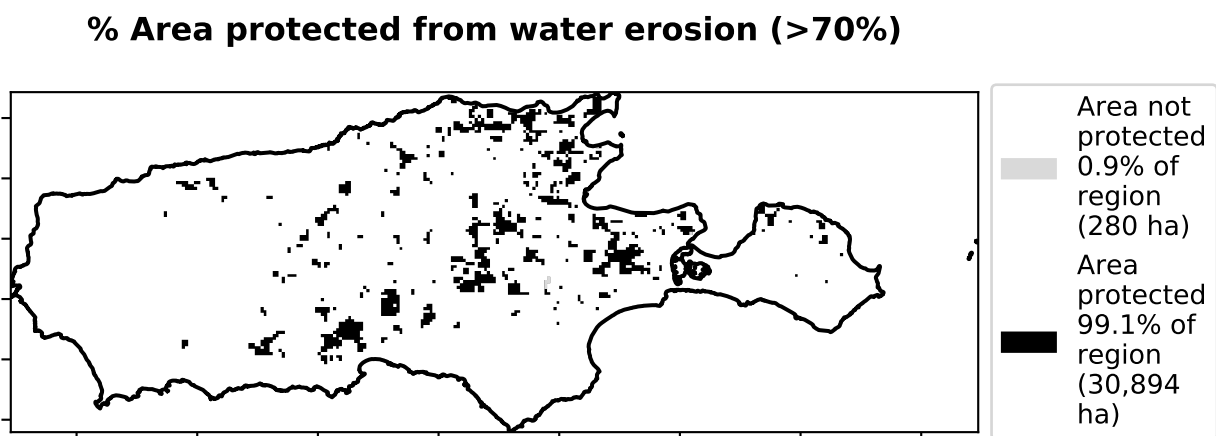 % Area protected from water erosion (>70%)
Area not
protected
0.9% of
region
(280 ha)
Area
protected
99.1% of
region
(30,894
ha)